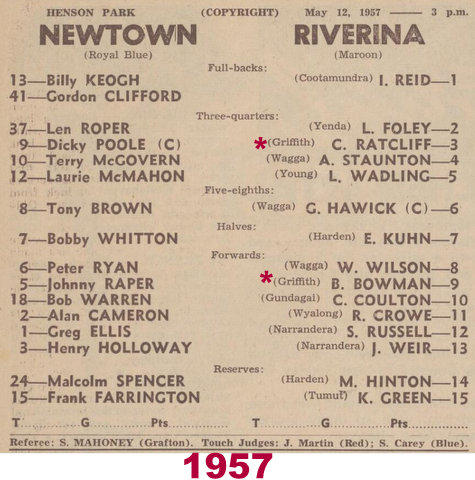 HENSON PARK (COPYRIGHT) May 12, 1957 — 3 p.m.
NEWTOWN RIVERINA
(Royal Blue) (Maroon)
Full-backs:
13—Billy KEOGH (Cootamundra) I. REID—1
41—Gordon CLIFFORD
Three-quarters:
37—Len ROPER (Yenda) L. FOLEY—2
9—Dicky POOLE (C) *(Griffith) C. RATCLIFF—3
10—Terry McGOVERN (Wagga) A. STAUNTON—4
12—Laurie McMAHON (Young) L. WADLING—5
Five-eighths:
8—Tony BROWN (Wagga) G. HAWICK (C)—6
Halves:
7—Bobby WHITTON (Harden) E. KUHN—7
Forwards:
6—Peter RYAN (Wagga) W. WILSON—8
5—Johnny RAPER *(Griffith) B. BOWMAN—9
18—Bob WARREN (Gundagai) C. COULTON—10
2—Alan CAMERON (Wyalong) R. CROWE—11
1—Greg ELLIS (Narrandera) S. RUSSELL—12
3—Henry HOLLOWAY (Narrandera) J. WEIR—13
Reserves:
24—Malcolm SPENCER (Harden) M. HINTON—14
15—Frank FARRINGTON (Tumut) K. GREEN—15
T..........G..........Pts.......... T..........G..........Pts..........
Referee: S. MAHONEY (Grafton). Touch Judges: J. Martin (Red); S. Carey (Blue).
1957